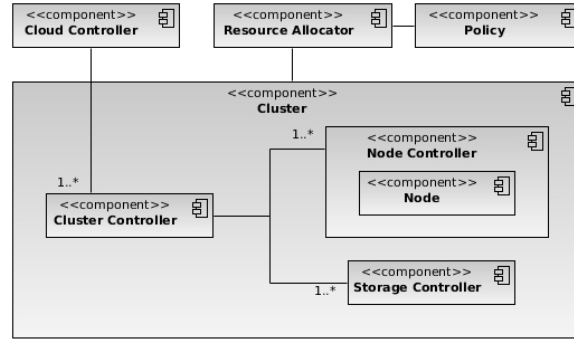 <<component>>
Cloud Controller
<<component>>
Resource Allocator
<<component>>
Policy
<<component>>
Cluster
1..*
<<component>>
Node Controller
<<component>>
Node
1..*
<<component>>
Cluster Controller
<<component>>
Storage Controller
1..*